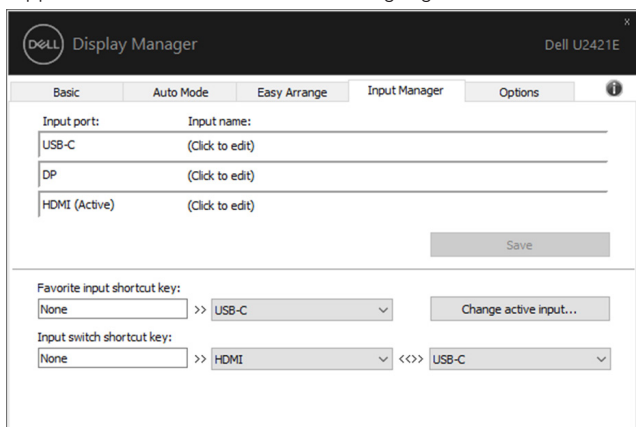 x
DELL Display Manager Dell U2421E
Basic Auto Mode Easy Arrange Input Manager Options i
Input port: Input name:
USB-C (Click to edit)
DP (Click to edit)
HDMI (Active) (Click to edit)
Save
Favorite input shortcut key:
None >> USB-C Change active input...
Input switch shortcut key:
None >> HDMI <<>> USB-C